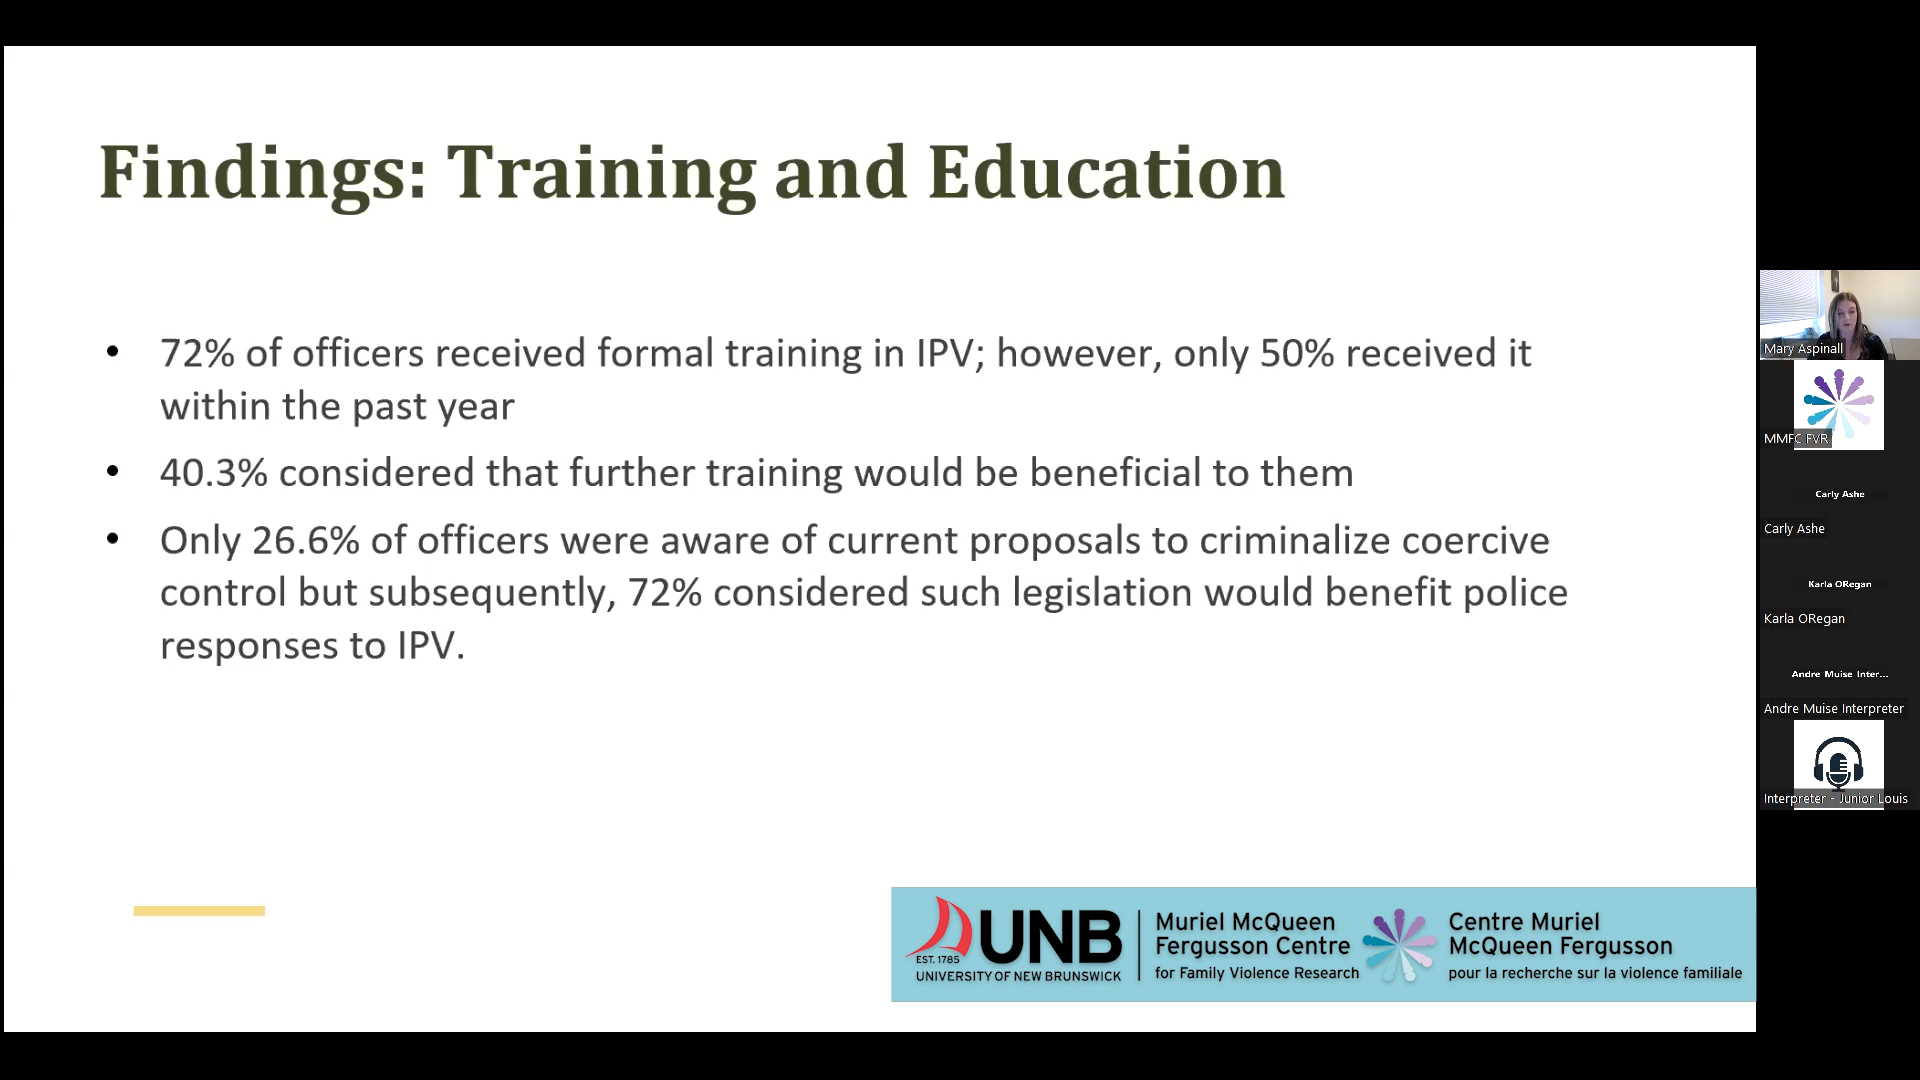 Findings: Training and Education
• 72% of officers received formal training in IPV; however, only 50% received it
within the past year
• 40.3% considered that further training would be beneficial to them
• Only 26.6% of officers were aware of current proposals to criminalize coercive
control but subsequently, 72% considered such legislation would benefit police
responses to IPV.
EST. 1785
UNB
UNIVERSITY OF NEW BRUNSWICK
Muriel McQueen
Fergusson Centre
for Family Violence Research
Centre Muriel
McQueen Fergusson
pour la recherche sur la violence familiale
Mary Aspinall
MMFC FVR
Carly Ashe
Carly Ashe
Karla ORegan
Karla ORegan
Andre Muise Inter...
Andre Muise Interpreter
Interpreter - Junior Louis